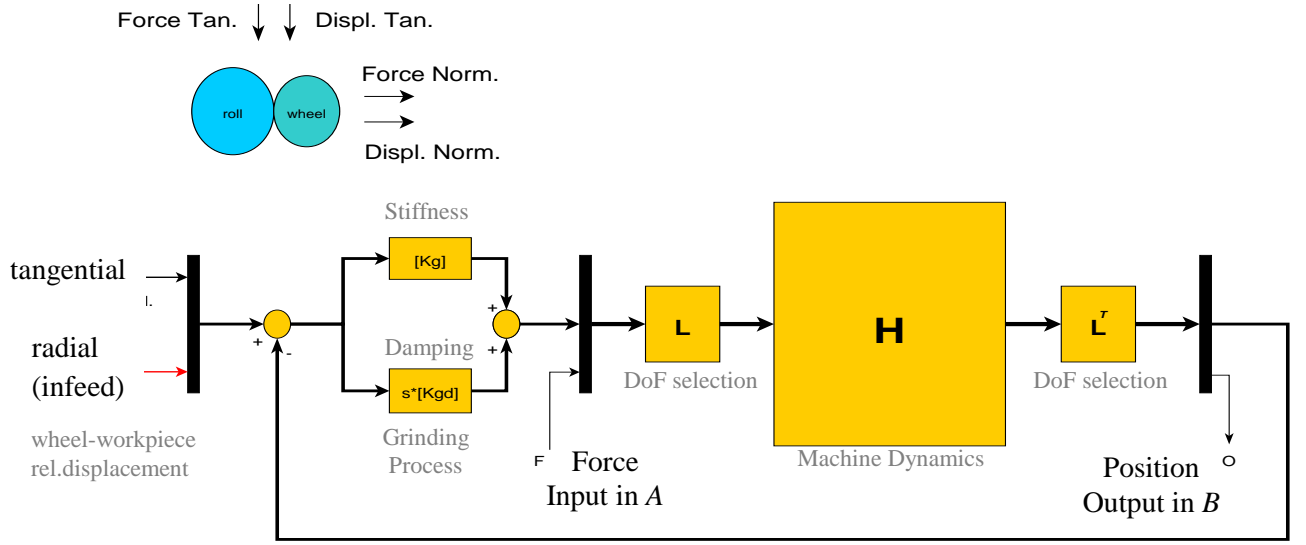 Force Tan. Displ. Tan.
Force Norm.
roll wheel
Displ. Norm.
Stiffness
[Kg]
tangential
l.
+
+
-
radial
(infeed)
Damping
+
s*[Kgd]
L
H
L^T
DoF selection
DoF selection
wheel-workpiece
rel.displacement
Grinding
Process
F
Force
Input in A
Machine Dynamics
Position
Output in B
O